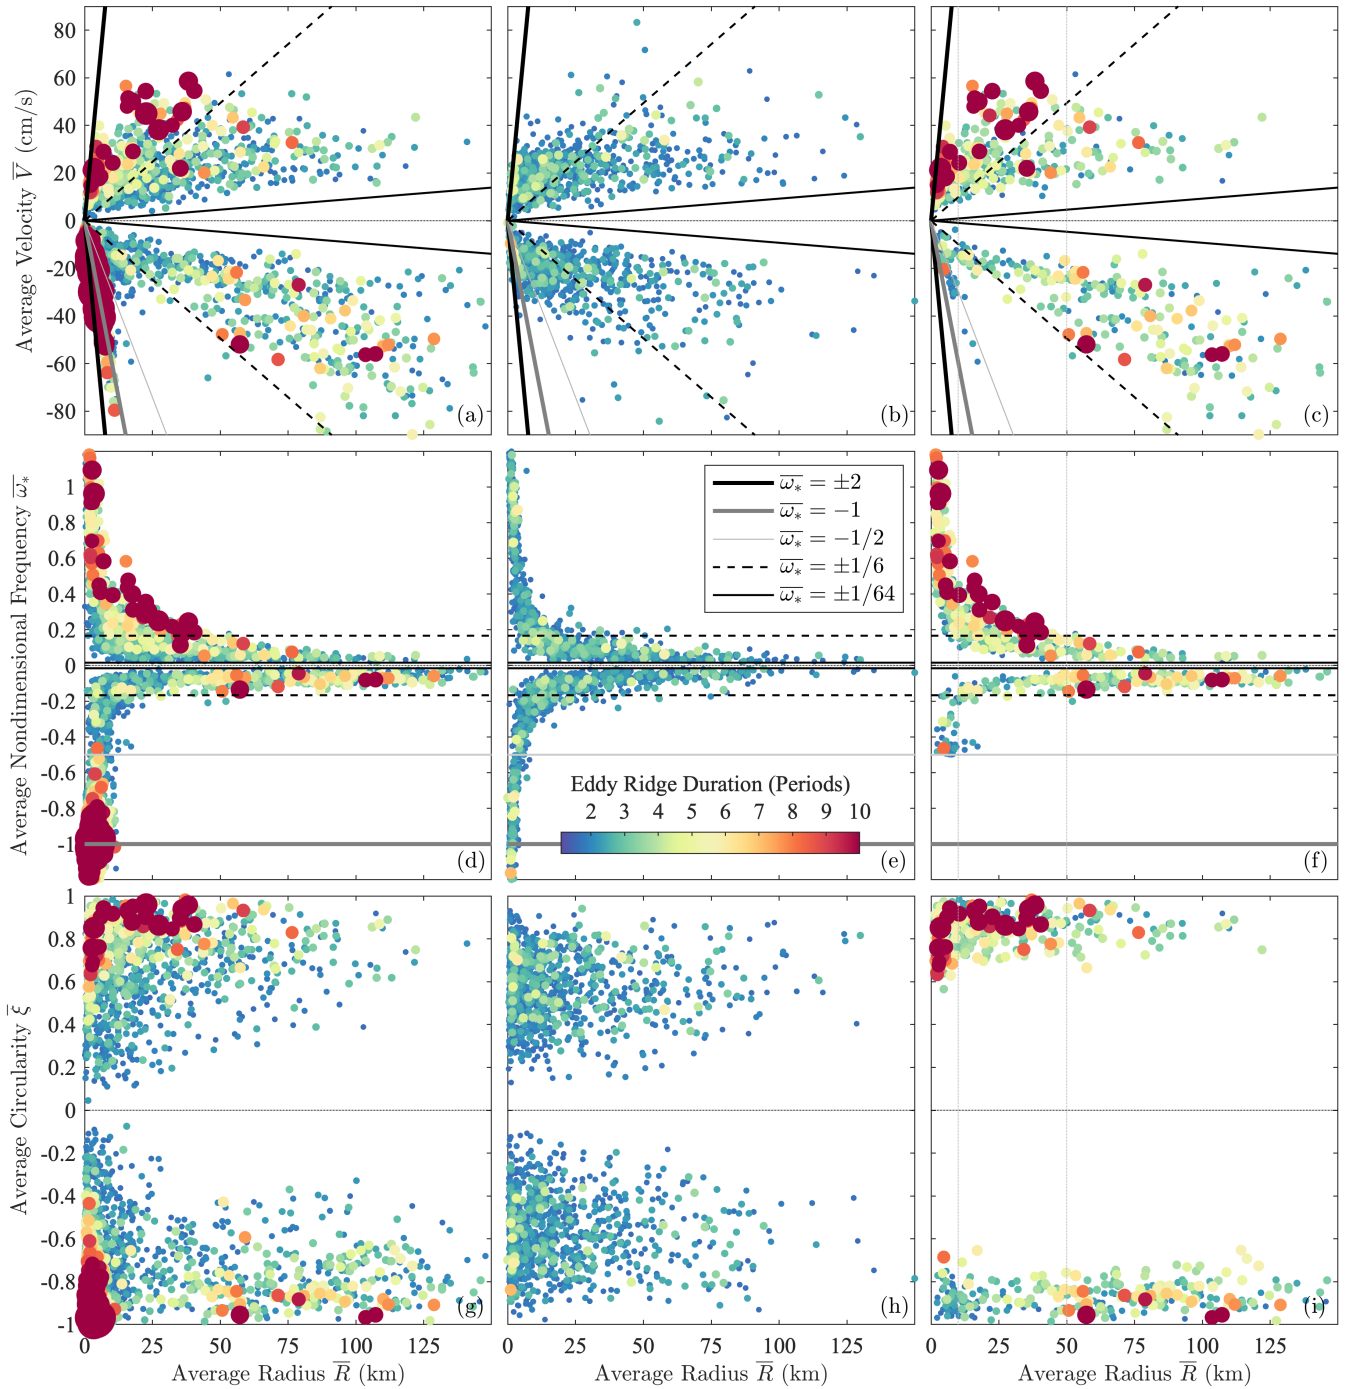 Average Velocity V̅ (cm/s)
80
60
40
20
0
-20
-40
-60
-80
(a)
(b)
(c)
Average Nondimensional Frequency ω̅*
1
0.8
0.6
0.4
0.2
0
-0.2
-0.4
-0.6
-0.8
-1
(d)
ω̅* = ±2
ω̅* = −1
ω̅* = −1/2
ω̅* = ±1/6
ω̅* = ±1/64
Eddy Ridge Duration (Periods)
2 3 4 5 6 7 8 9 10
(e)
(f)
Average Circularity ξ̅
1
0.8
0.6
0.4
0.2
0
-0.2
-0.4
-0.6
-0.8
-1
(g)
(h)
(i)
0 25 50 75 100 125
0 25 50 75 100 125
0 25 50 75 100 125
Average Radius R̅ (km)
Average Radius R̅ (km)
Average Radius R̅ (km)